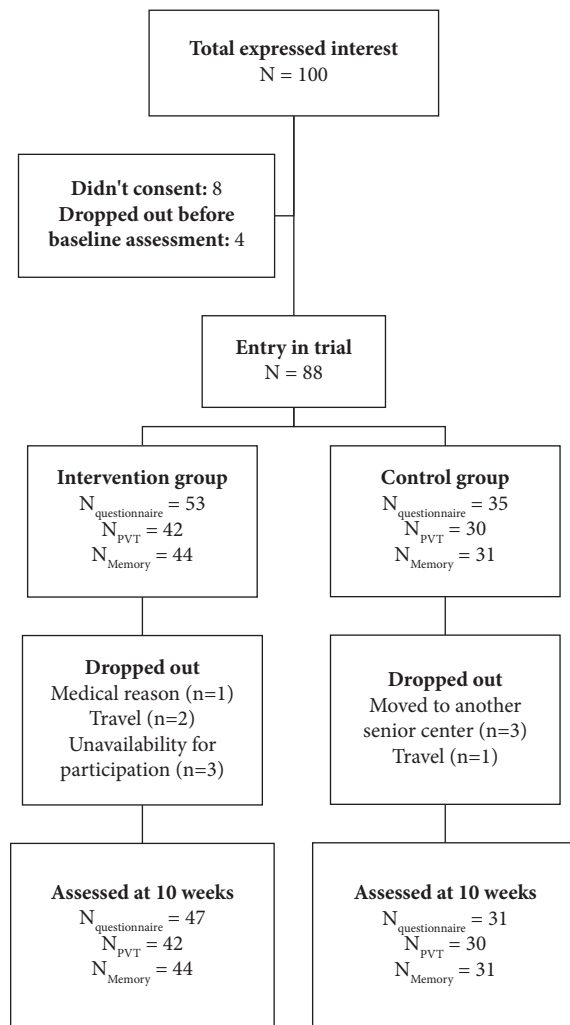 Total expressed interest
N = 100
Didn't consent: 8
Dropped out before
baseline assessment: 4
Entry in trial
N = 88
Intervention group
N questionnaire = 53
N PVT = 42
N Memory = 44
Control group
N questionnaire = 35
N PVT = 30
N Memory = 31
Dropped out
Medical reason (n=1)
Travel (n=2)
Unavailability for
participation (n=3)
Dropped out
Moved to another
senior center (n=3)
Travel (n=1)
Assessed at 10 weeks
N questionnaire = 47
N PVT = 42
N Memory = 44
Assessed at 10 weeks
N questionnaire = 31
N PVT = 30
N Memory = 31